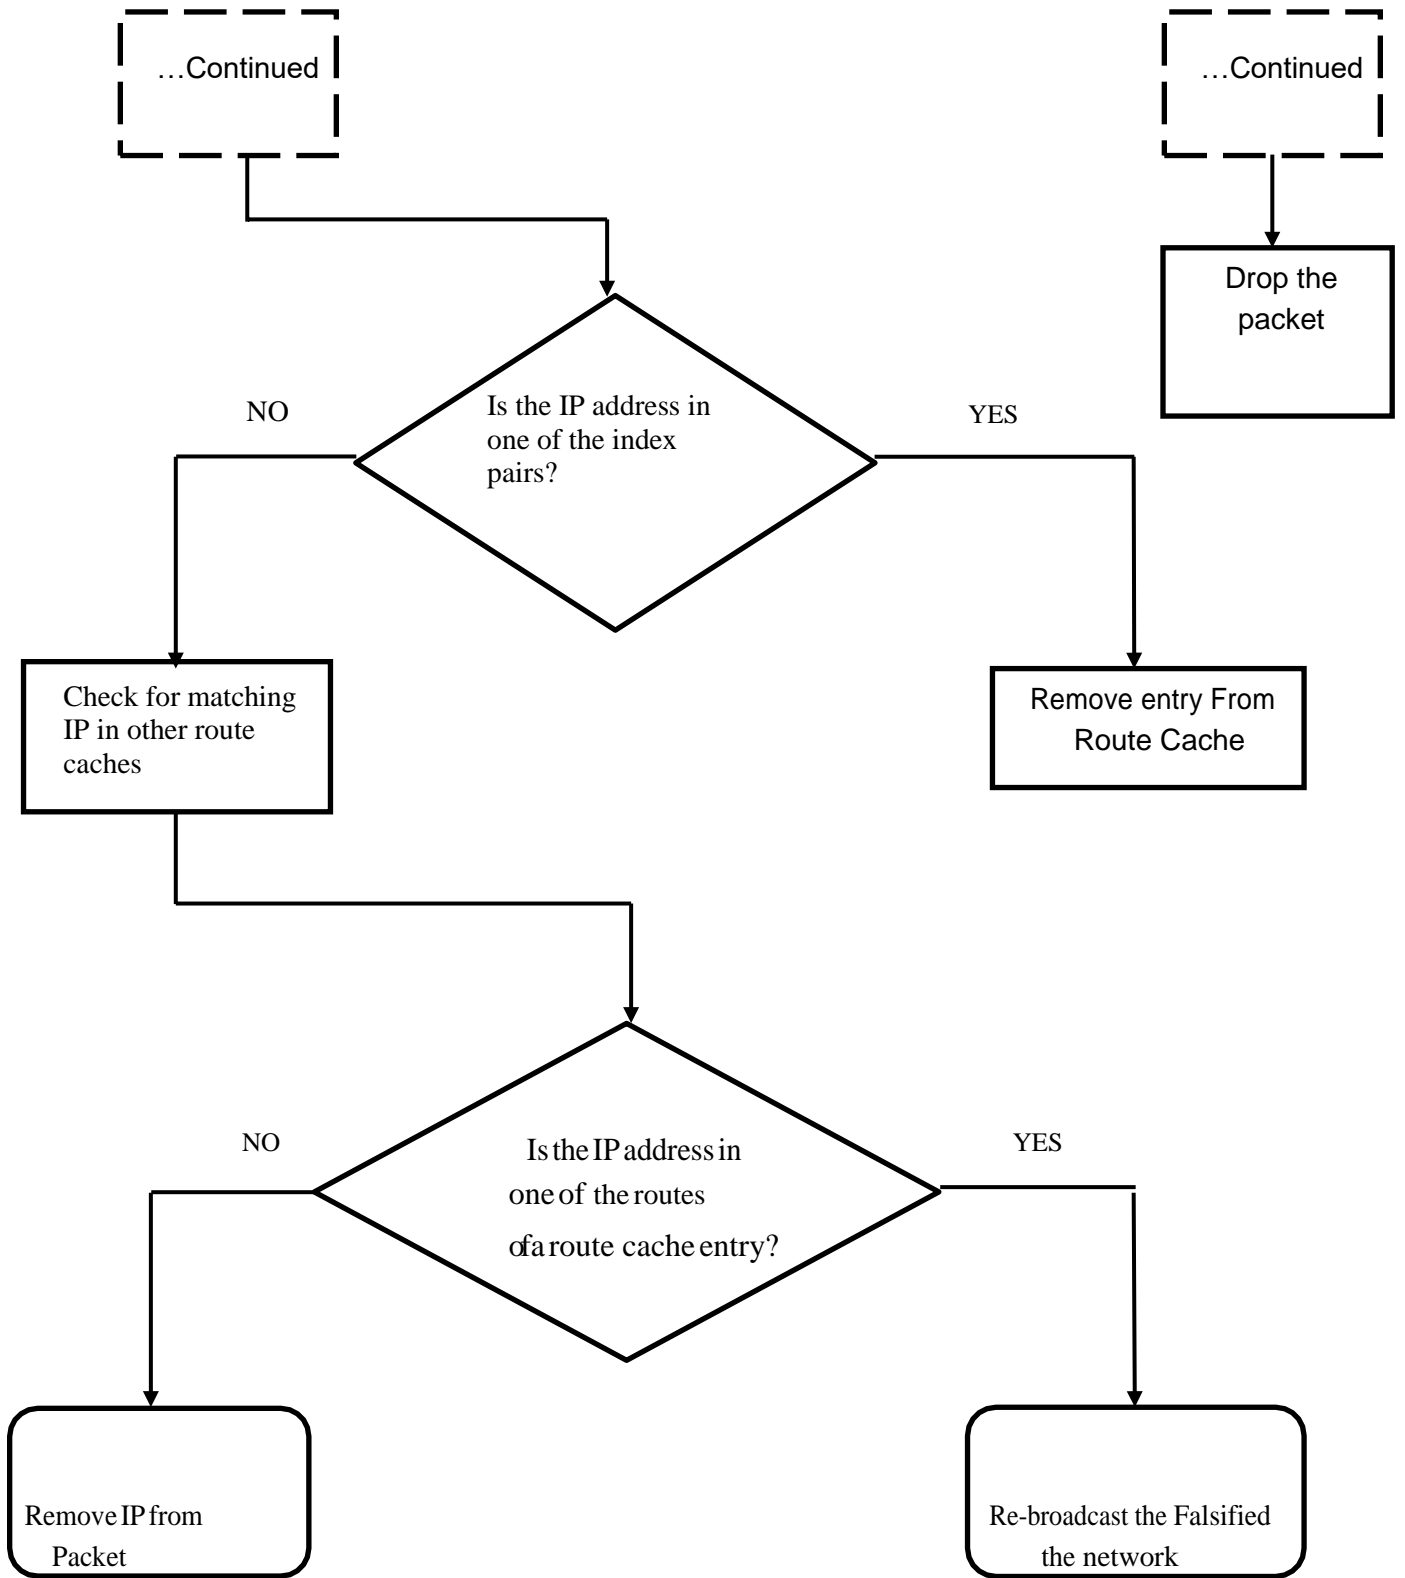 …Continued
…Continued
Drop the
packet
NO
Is the IP address in
one of the index
pairs?
YES
Check for matching
IP in other route
caches
Remove entry From
Route Cache
NO
Is the IP address in
one of the routes
of a route cache entry?
YES
Remove IP from
Packet
Re-broadcast the Falsified
the network